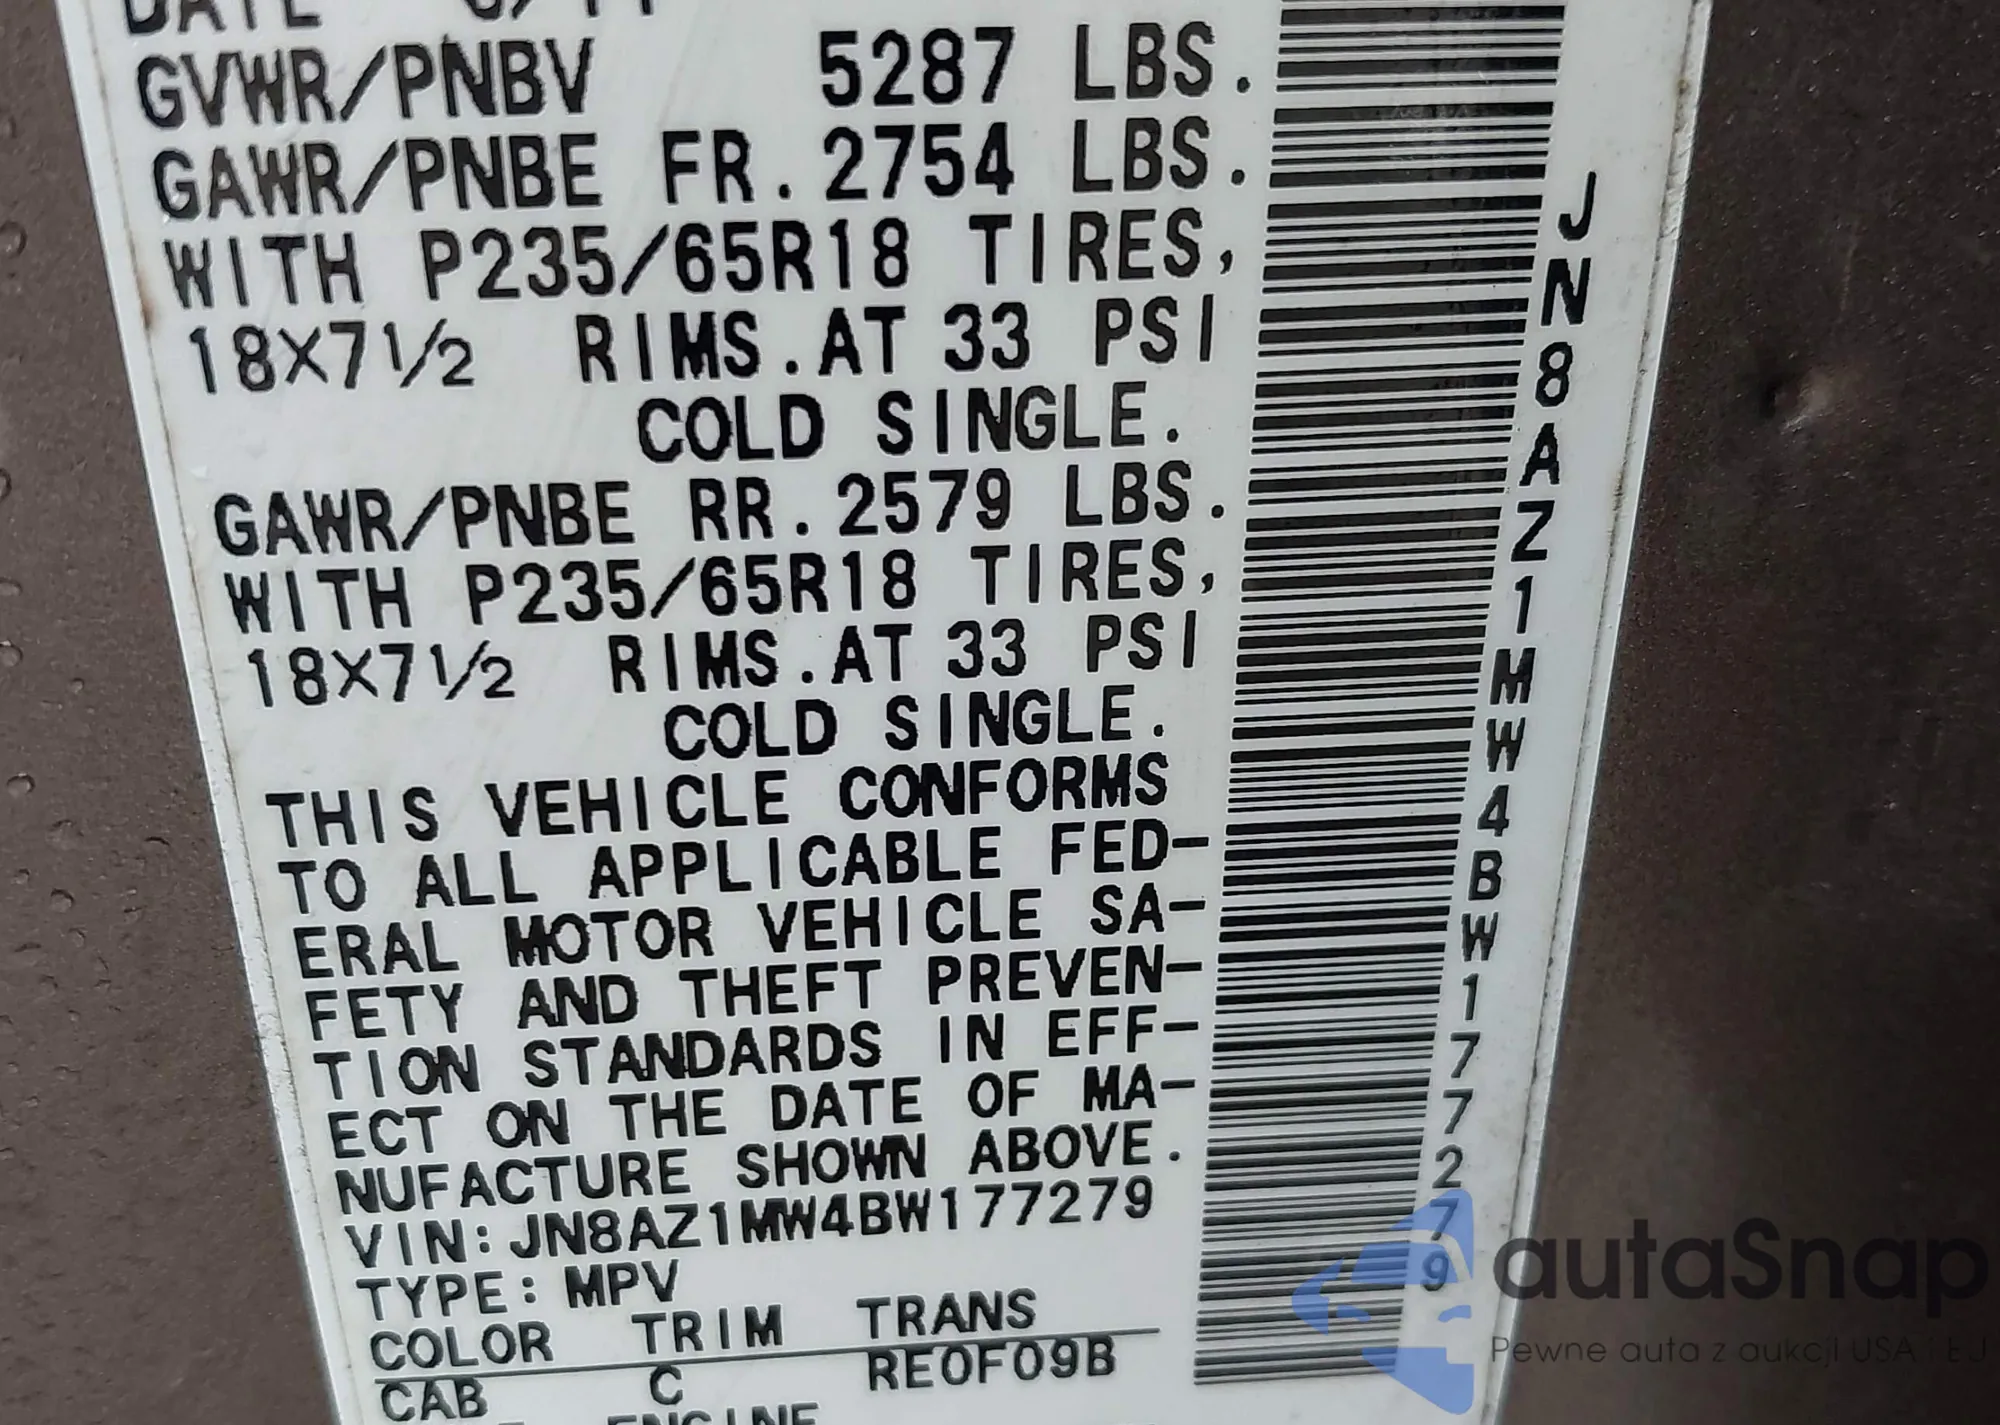 DATE
GVWR/PNBV 5287 LBS.
GAWR/PNBE FR. 2754 LBS.
WITH P235/65R18 TIRES,
18X7½ RIMS. AT 33 PSI
COLD SINGLE.
GAWR/PNBE RR. 2579 LBS.
WITH P235/65R18 TIRES,
18X7½ RIMS. AT 33 PSI
COLD SINGLE.
THIS VEHICLE CONFORMS
TO ALL APPLICABLE FED-
ERAL MOTOR VEHICLE SA-
FETY AND THEFT PREVEN-
TION STANDARDS IN EFF-
ECT ON THE DATE OF MA-
NUFACTURE SHOWN ABOVE.
VIN: JN8AZ1MW4BW177279
TYPE: MPV
COLOR TRIM TRANS
CAB C RE0F09B
ENGINE
JN8AZ1MW4BW177279
autaSnap
Pewne auta z aukcji USA i EJ